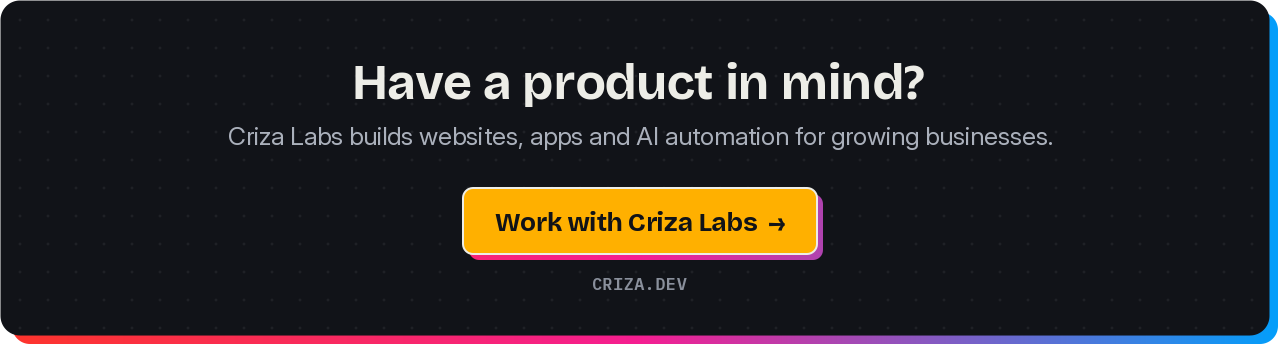 Have a product in mind?
Criza Labs builds websites, apps and AI automation for growing businesses.
Work with Criza Labs →
CRIZA.DEV